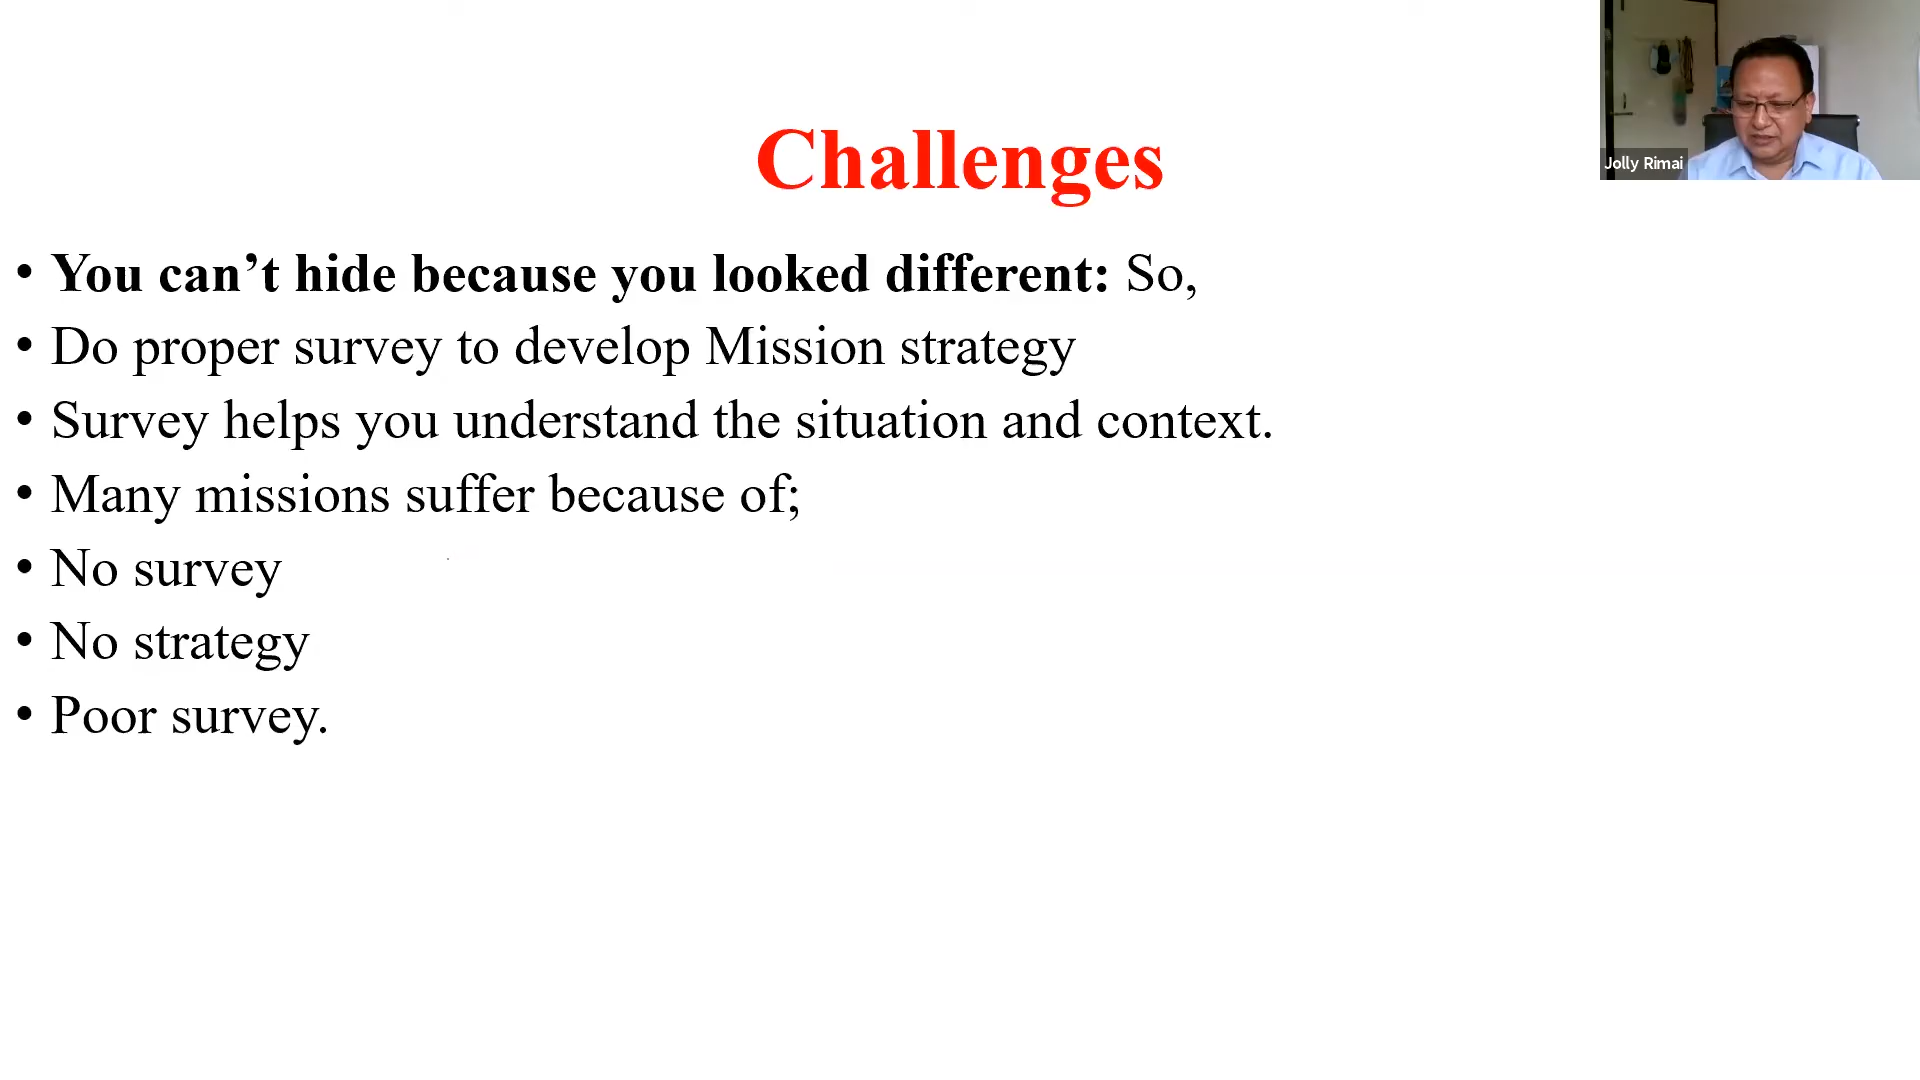 Challenges
Jolly Rimai
• You can’t hide because you looked different: So,
• Do proper survey to develop Mission strategy
• Survey helps you understand the situation and context.
• Many missions suffer because of;
• No survey
• No strategy
• Poor survey.